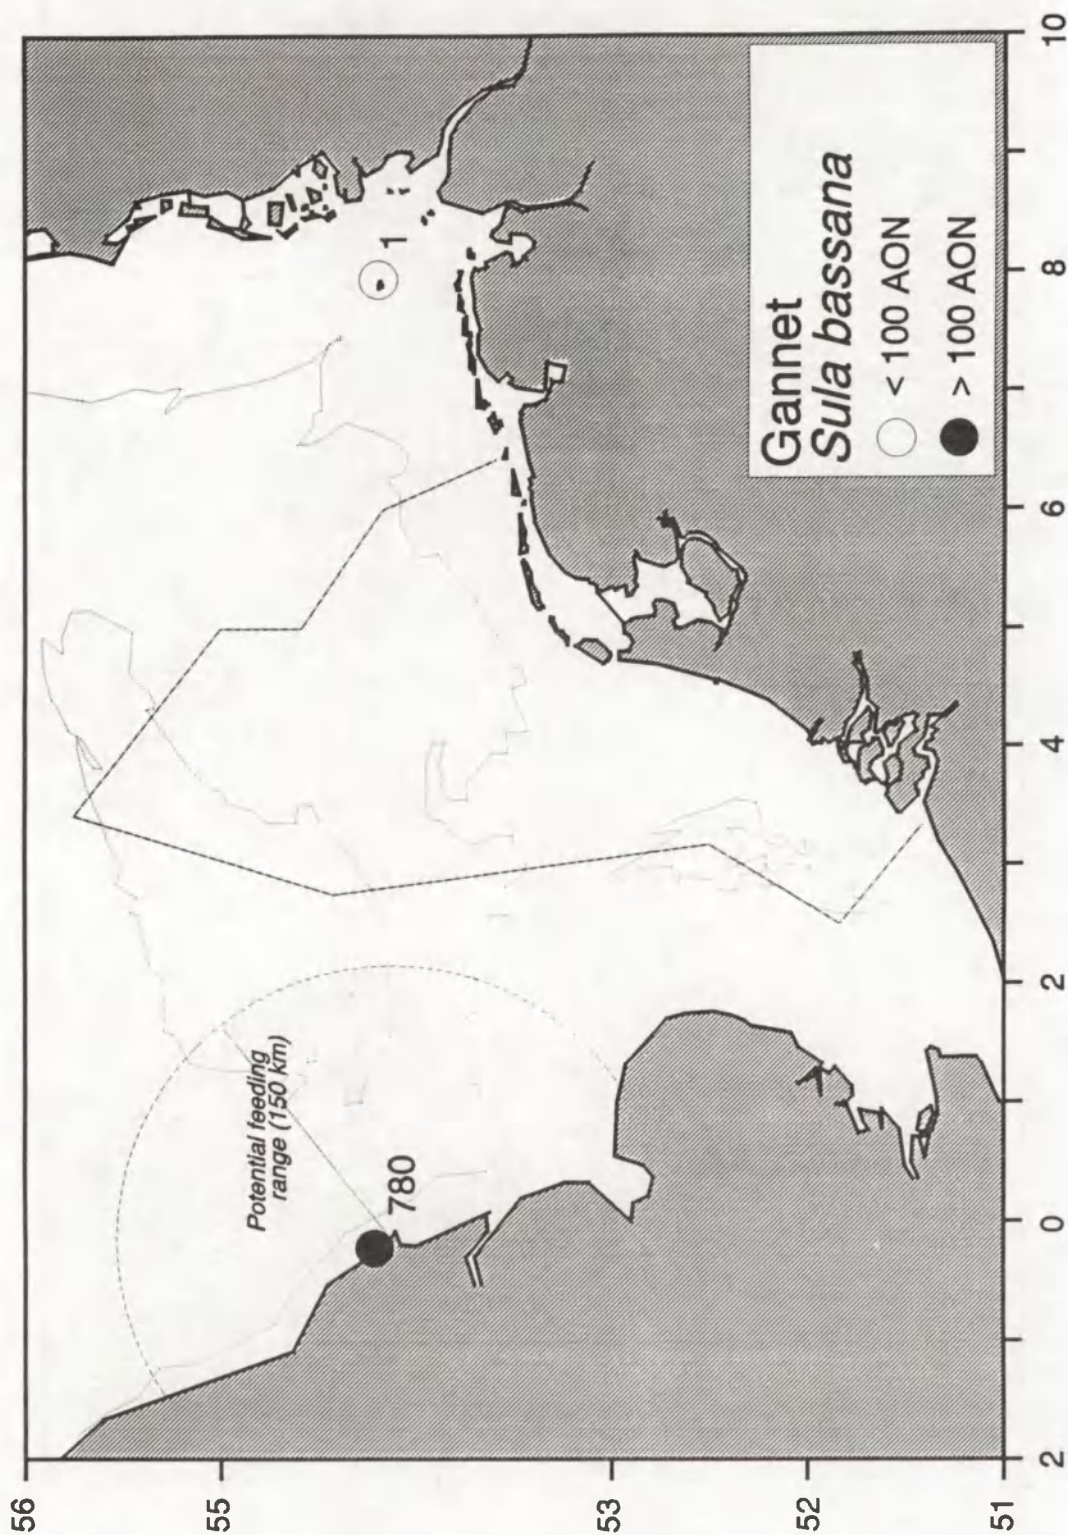 56
55
53
52
51
2
0
2
4
6
8
10
Potential feeding
range (150 km)
780
1
Gannet
Sula bassana
< 100 AON
> 100 AON